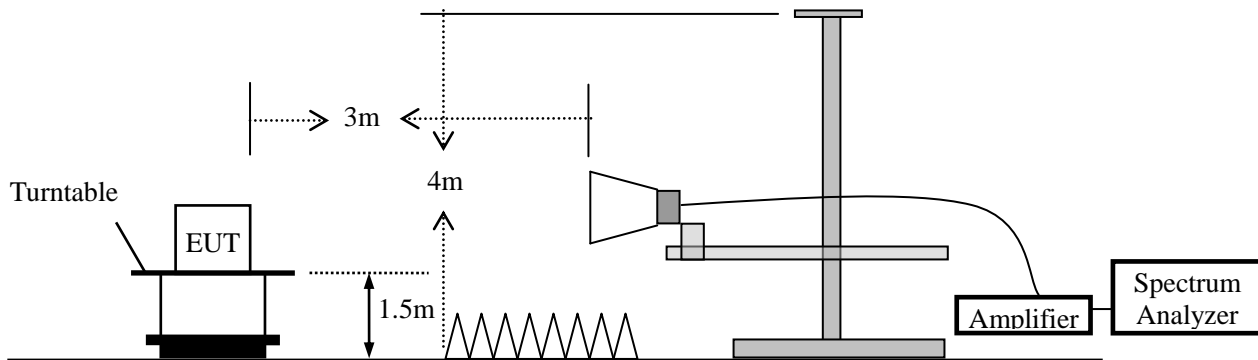 3m
4m
Turntable
EUT
1.5m
Spectrum
Analyzer
Amplifier